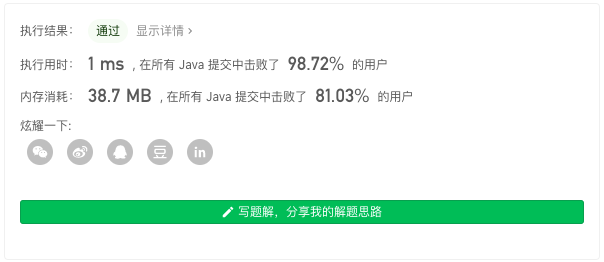 执行结果： 通过 显示详情 >
执行用时： 1 ms , 在所有 Java 提交中击败了 98.72% 的用户
内存消耗： 38.7 MB , 在所有 Java 提交中击败了 81.03% 的用户
炫耀一下:
豆 in
写题解，分享我的解题思路